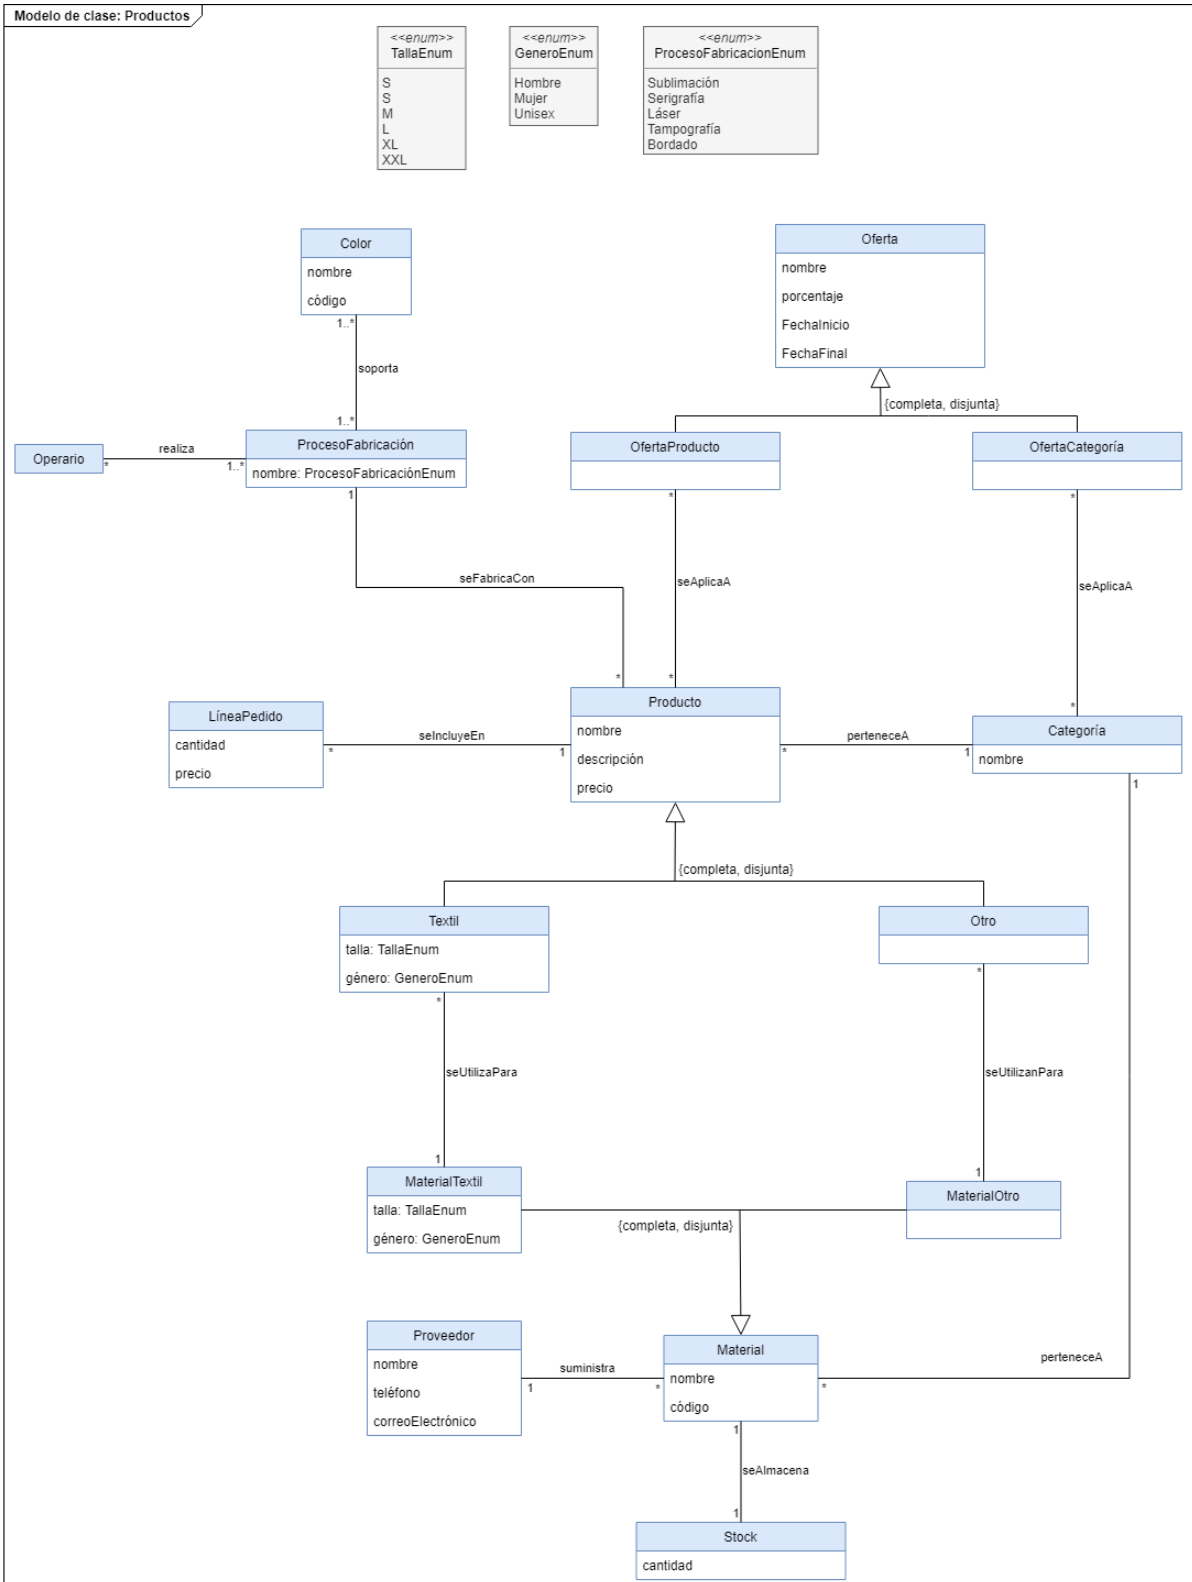 Modelo de clase: Productos
<<enum>>
TallaEnum
S
S
M
L
XL
XXL
<<enum>>
GeneroEnum
Hombre
Mujer
Unisex
<<enum>>
ProcesoFabricacionEnum
Sublimación
Serigrafía
Láser
Tampografía
Bordado
Color
nombre
código
1..*
soporta
1..*
Oferta
nombre
porcentaje
FechaInicio
FechaFinal
{completa, disjunta}
Operario
*
realiza
1..*
ProcesoFabricación
nombre: ProcesoFabricaciónEnum
1
OfertaProducto
*
OfertaCategoría
*
seFabricaCon
seAplicaA
seAplicaA
*
*
*
LíneaPedido
cantidad
precio
*
seIncluyeEn
1
Producto
nombre
descripción
precio
*
perteneceA
1
Categoría
nombre
1
{completa, disjunta}
Textil
talla: TallaEnum
género: GeneroEnum
*
Otro
*
seUtilizaPara
seUtilizanPara
1
1
MaterialTextil
talla: TallaEnum
género: GeneroEnum
MaterialOtro
{completa, disjunta}
Proveedor
nombre
teléfono
correoElectrónico
1
suministra
*
Material
nombre
código
*
perteneceA
1
seAlmacena
1
Stock
cantidad